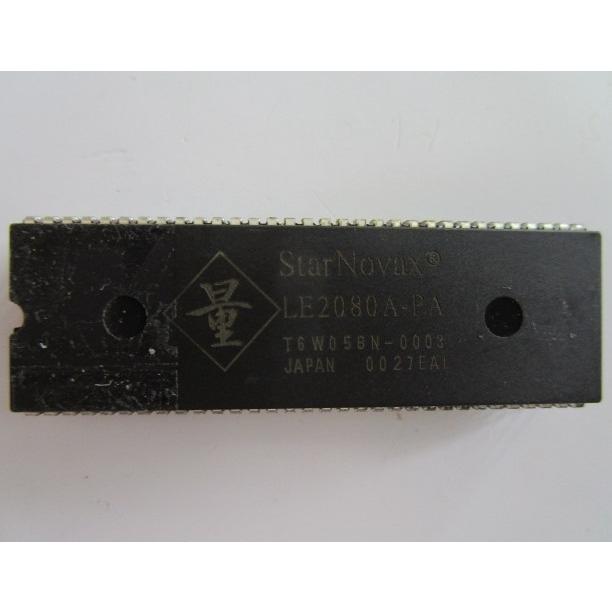 量
StarNovax®
LE2080A-PA
T6W05BN-0003
JAPAN 0027EAI